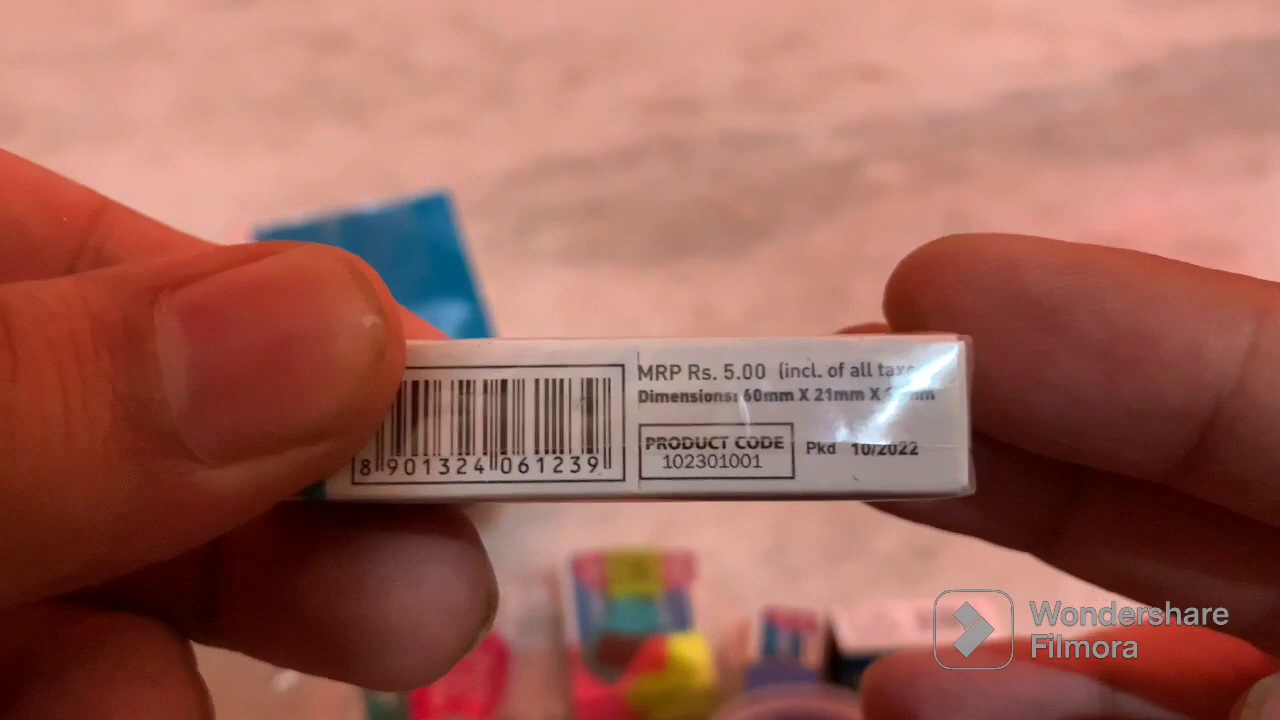 MRP Rs. 5.00 (incl. of all
Dimensions: 60mm X 21mm X
PRODUCT CODE
102301001
Pkd 10/2022
8 901324 061239
Wondershare
Filmora